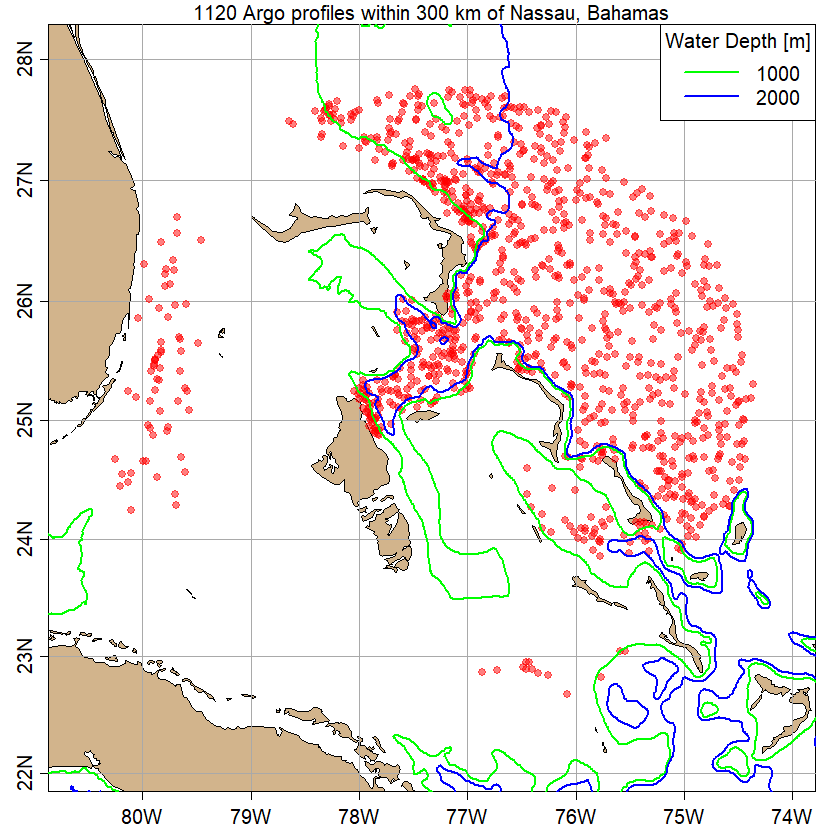 1120 Argo profiles within 300 km of Nassau, Bahamas
Water Depth [m]
1000
2000
28N
27N
26N
25N
24N
23N
22N
80W
79W
78W
77W
76W
75W
74W